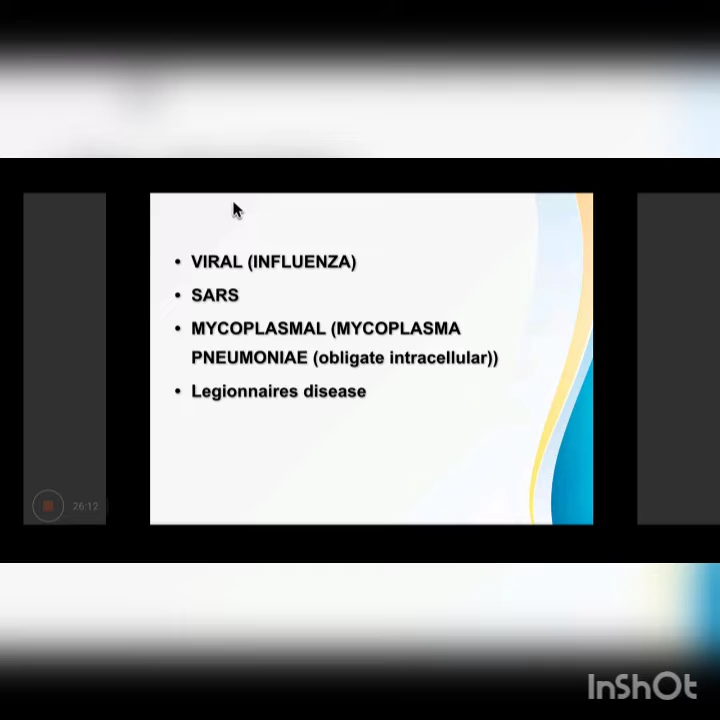 • VIRAL (INFLUENZA)
• SARS
• MYCOPLASMAL (MYCOPLASMA
PNEUMONIAE (obligate intracellular))
• Legionnaires disease
26:12
InShOt